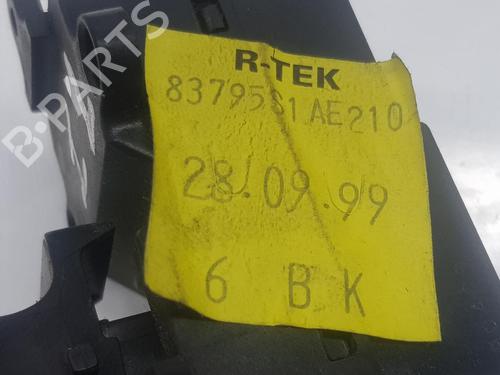 R-TEK
83795S1AE210
28.09.99
6 B K
B-PARTS